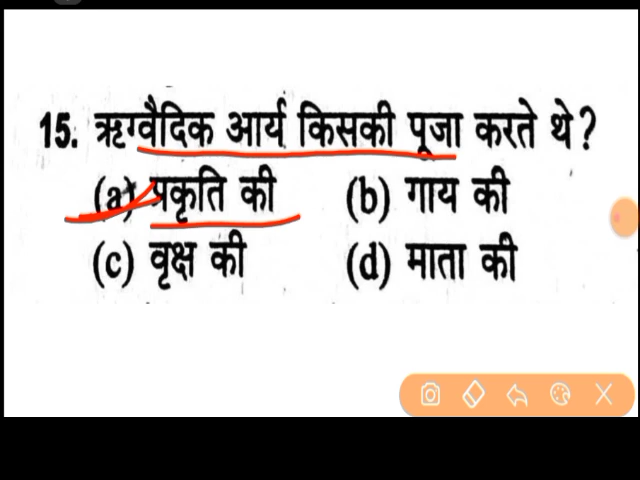 15. ऋग्वैदिक आर्य किसकी पूजा करते थे?
(a) प्रकृति की (b) गाय की
(c) वृक्ष की (d) माता की